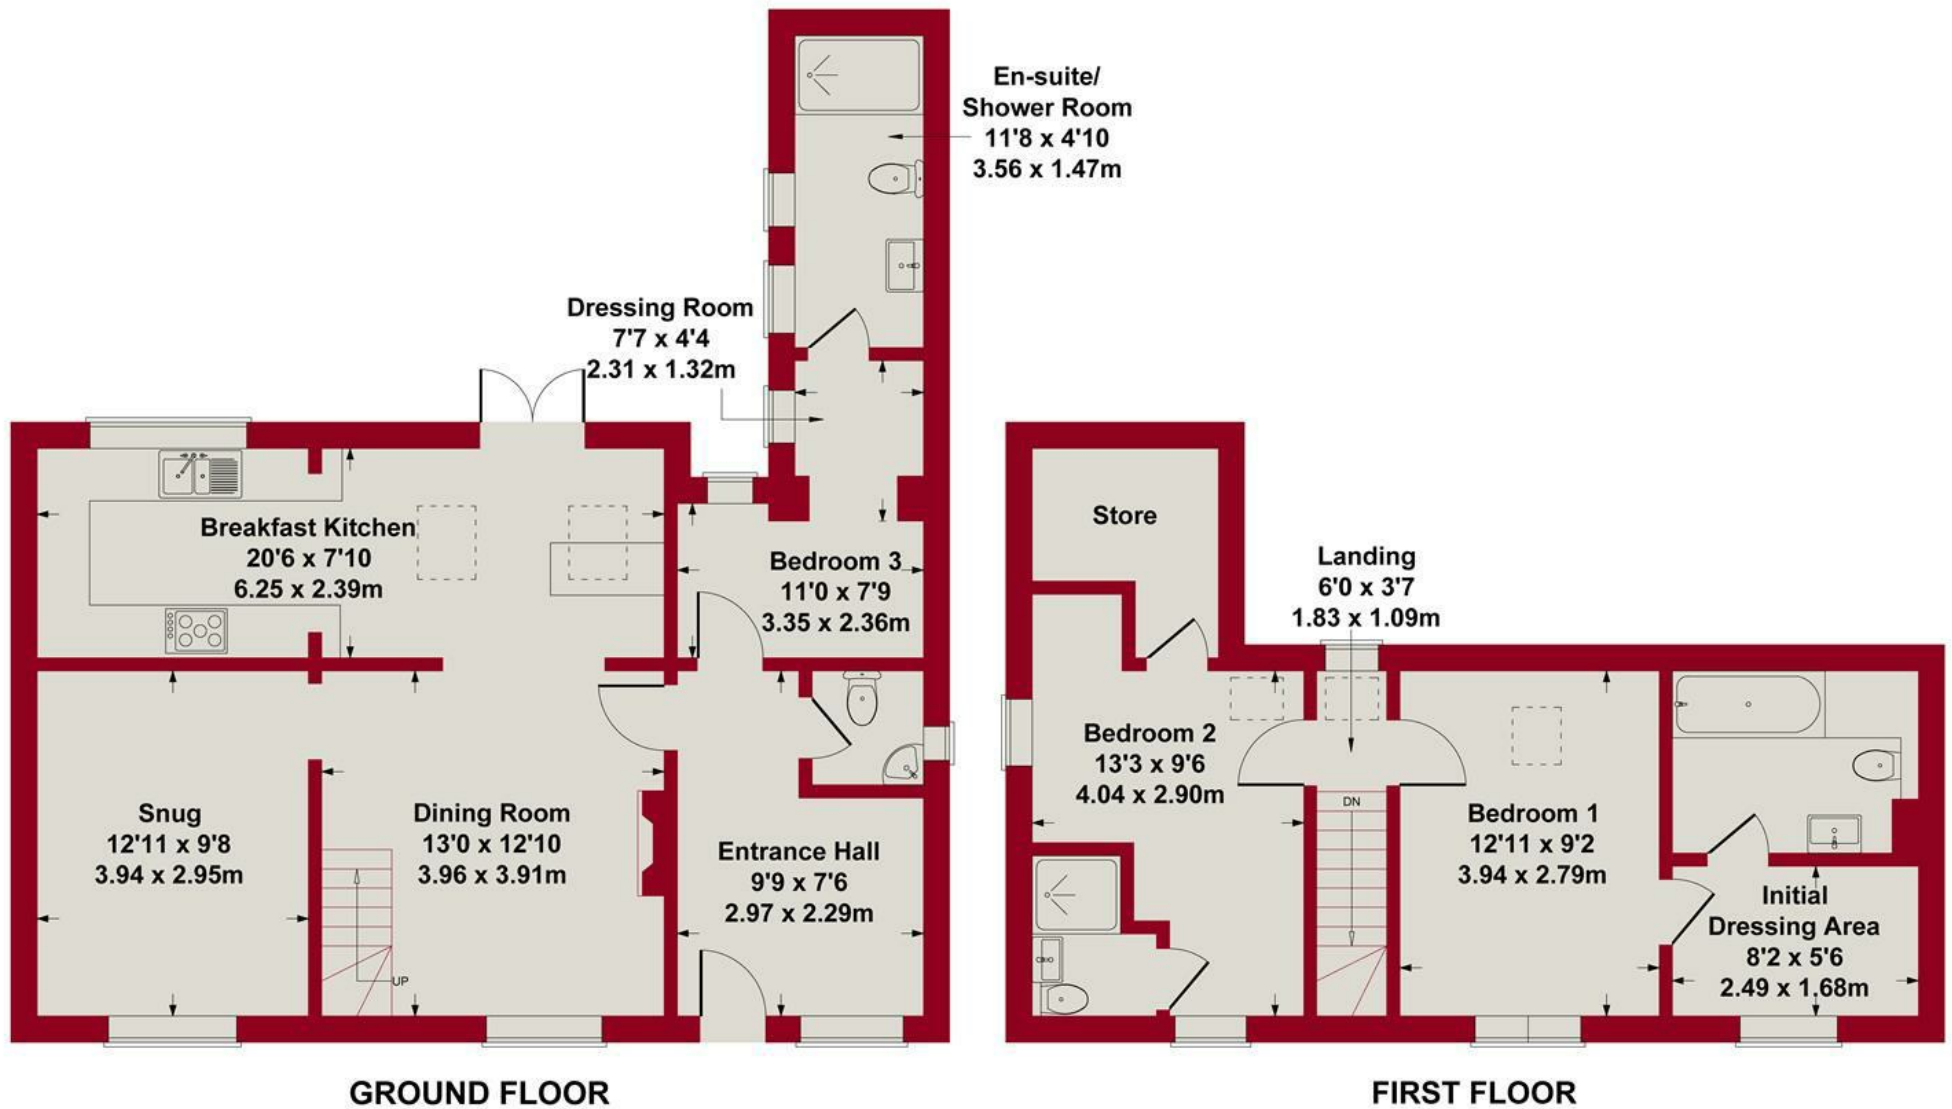 En-suite/
Shower Room
11'8 x 4'10
3.56 x 1.47m
Dressing Room
7'7 x 4'4
2.31 x 1.32m
Breakfast Kitchen
20'6 x 7'10
6.25 x 2.39m
Bedroom 3
11'0 x 7'9
3.35 x 2.36m
Snug
12'11 x 9'8
3.94 x 2.95m
Dining Room
13'0 x 12'10
3.96 x 3.91m
Entrance Hall
9'9 x 7'6
2.97 x 2.29m
UP
GROUND FLOOR
Store
Landing
6'0 x 3'7
1.83 x 1.09m
Bedroom 2
13'3 x 9'6
4.04 x 2.90m
DN
Bedroom 1
12'11 x 9'2
3.94 x 2.79m
Initial
Dressing Area
8'2 x 5'6
2.49 x 1.68m
FIRST FLOOR